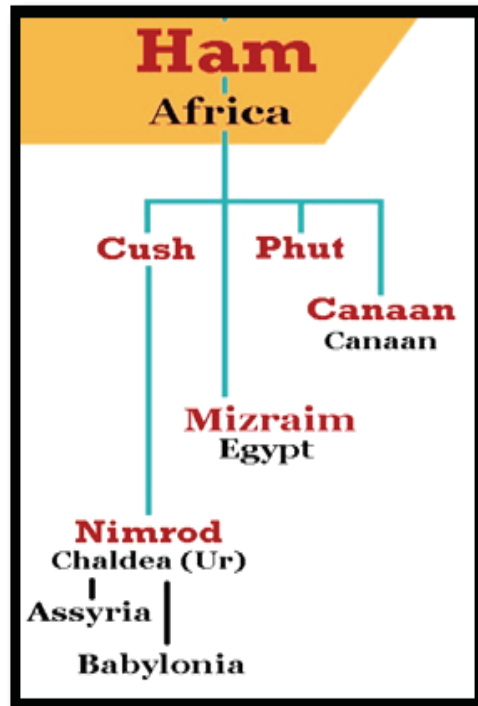 Ham
Africa
Cush Phut
Canaan
Canaan
Mizraim
Egypt
Nimrod
Chaldea (Ur)
Assyria
Babylonia